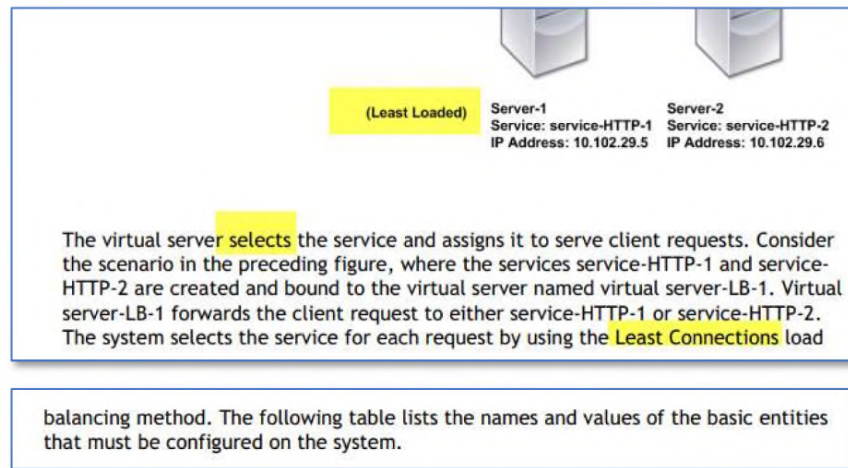 (Least Loaded)
Server-1
Service: service-HTTP-1
IP Address: 10.102.29.5
Server-2
Service: service-HTTP-2
IP Address: 10.102.29.6
The virtual server selects the service and assigns it to serve client requests. Consider
the scenario in the preceding figure, where the services service-HTTP-1 and service-
HTTP-2 are created and bound to the virtual server named virtual server-LB-1. Virtual
server-LB-1 forwards the client request to either service-HTTP-1 or service-HTTP-2.
The system selects the service for each request by using the Least Connections load
balancing method. The following table lists the names and values of the basic entities
that must be configured on the system.